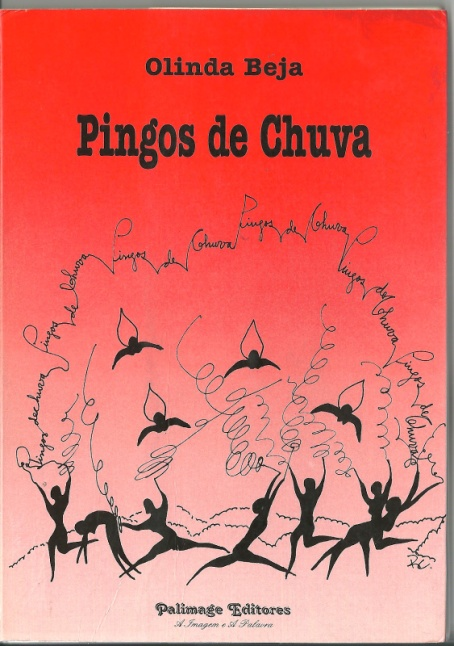 Olinda Beja
Pingos de Chuva
Pingos de Chuva Pingos de Chuva Pingos de Chuva Pingos de Chuva Pingos de Chuva Pingos de Chuva
Palimage Editores
A Imagem e A Palavra